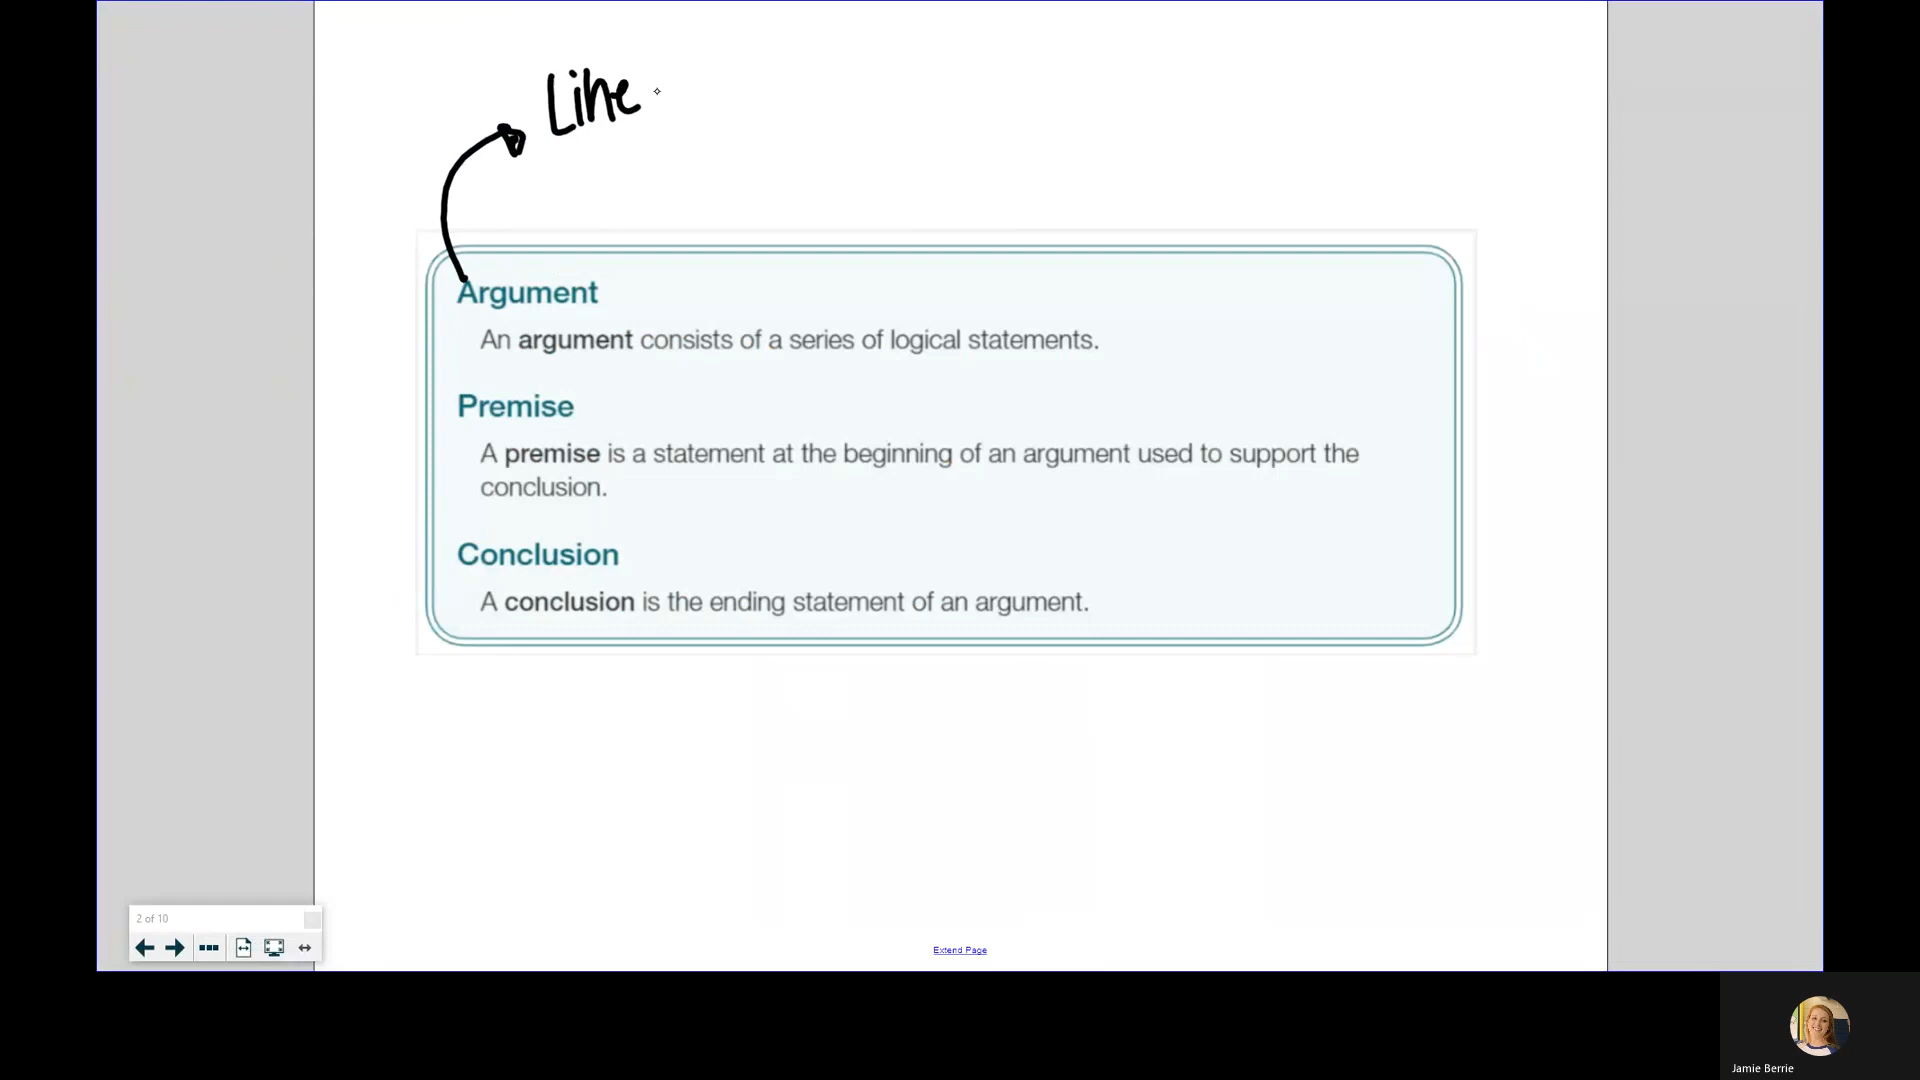 Like
Argument
An argument consists of a series of logical statements.
Premise
A premise is a statement at the beginning of an argument used to support the
conclusion.
Conclusion
A conclusion is the ending statement of an argument.
2 of 10
Extend Page
Jamie Berrie